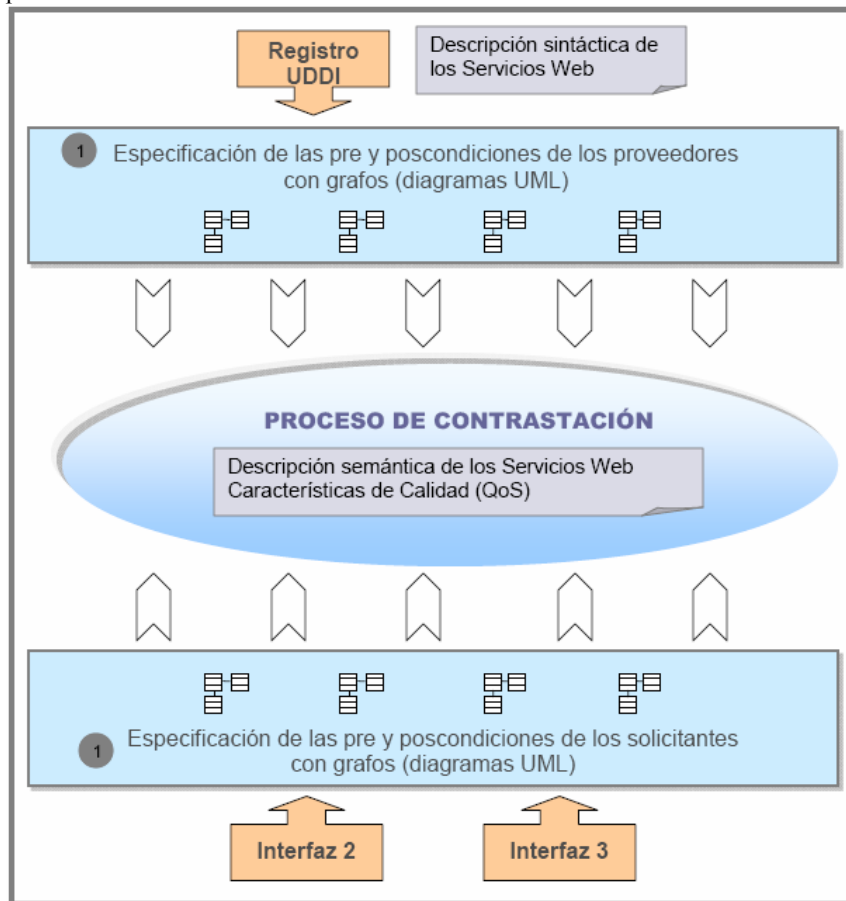 Registro
UDDI
Descripción sintáctica de
los Servicios Web
1
Especificación de las pre y poscondiciones de los proveedores
con grafos (diagramas UML)
PROCESO DE CONTRASTACIÓN
Descripción semántica de los Servicios Web
Características de Calidad (QoS)
1
Especificación de las pre y poscondiciones de los solicitantes
con grafos (diagramas UML)
Interfaz 2
Interfaz 3